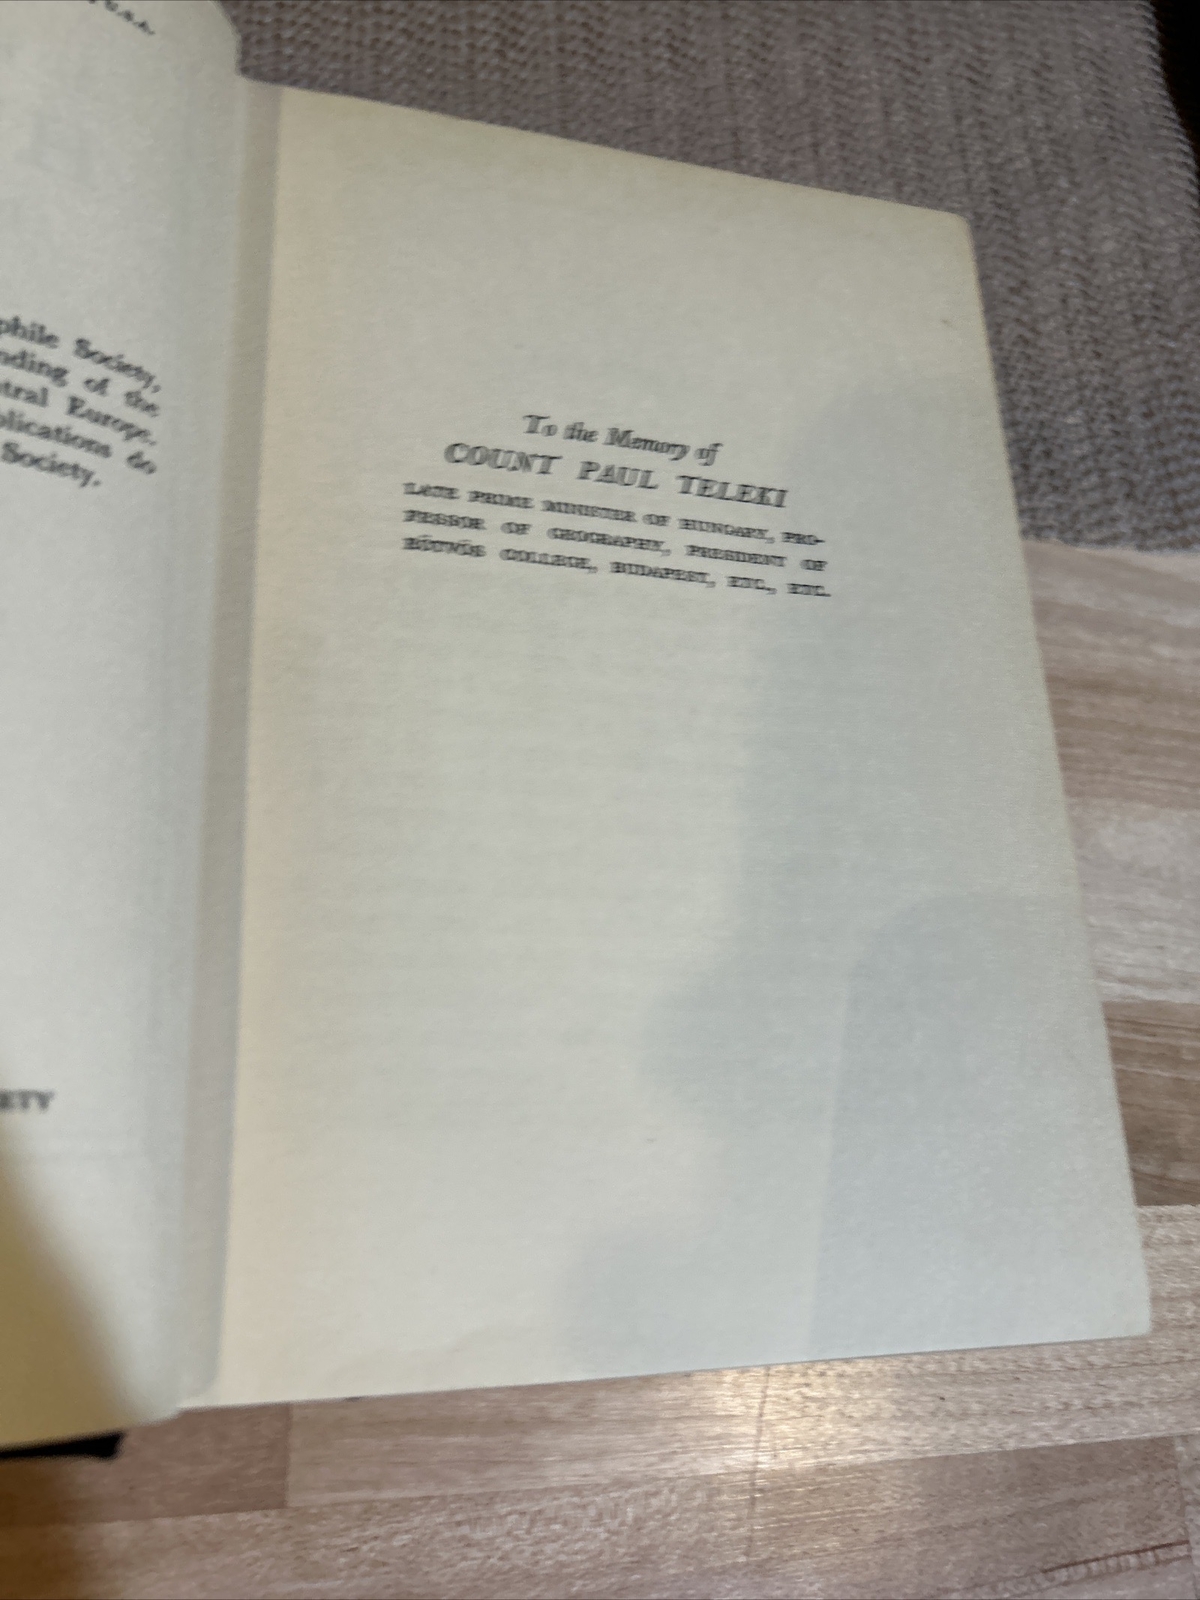 U.S.A.
phile Society,
nding of the
tral Europe.
plications do
Society.
ETY
To the Memory of
COUNT PAUL TELEKI
LATE PRIME MINISTER OF HUNGARY, PRO-
FESSOR OF GEOGRAPHY, PRESIDENT OF
EÖTVÖS COLLEGE, BUDAPEST, ETC., ETC.